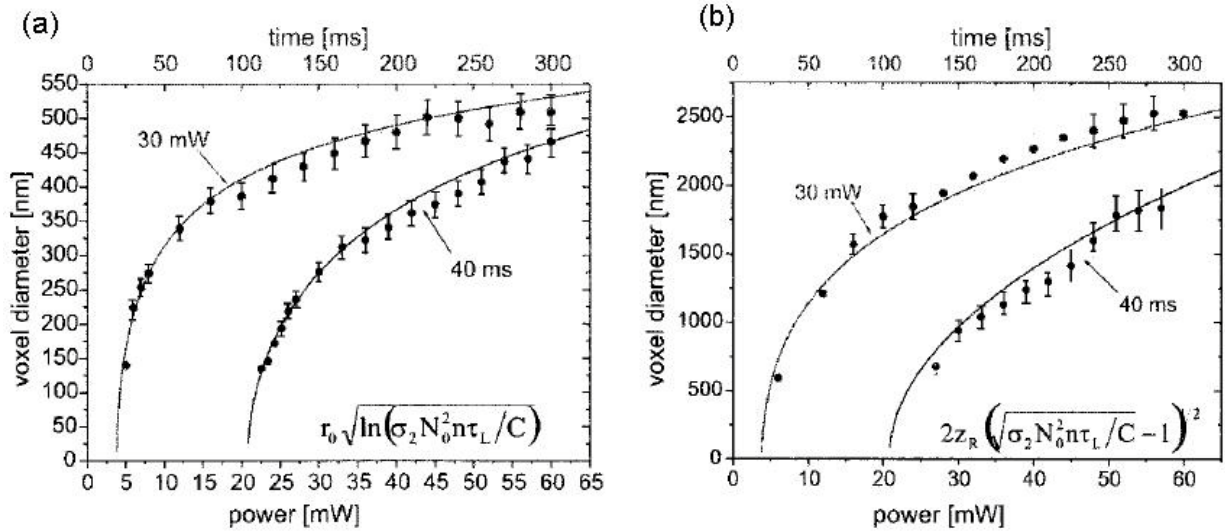 (a)
time [ms]
0 50 100 150 200 250 300
550
500
450
400
350
300
250
200
150
100
50
0
voxel diameter [nm]
30 mW
40 ms
r₀√ln(σ₂N₀²nτ_L/C)
0 5 10 15 20 25 30 35 40 45 50 55 60 65
power [mW]
(b)
time [ms]
0 50 100 150 200 250 300
2500
2000
1500
1000
500
0
voxel diameter [nm]
30 mW
40 ms
2z_R(√σ₂N₀²nτ_L/C-1)^1/2
0 10 20 30 40 50 60
power [mW]